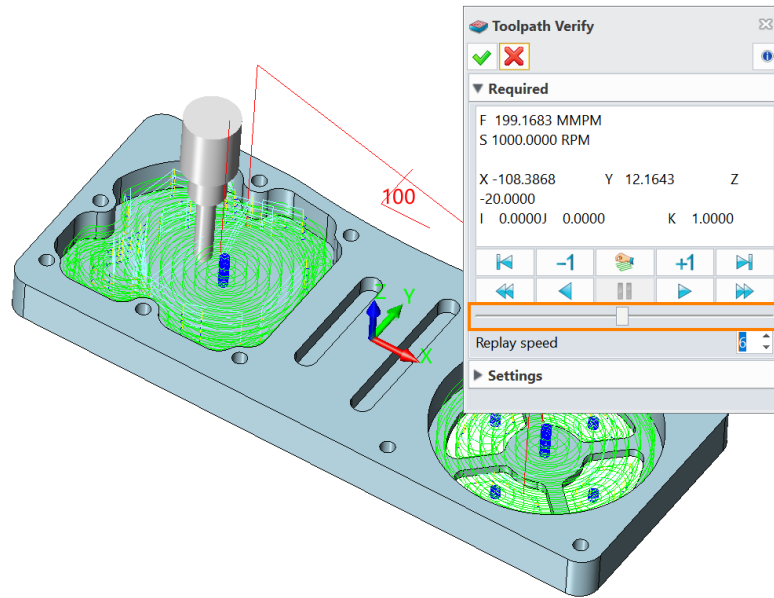 Toolpath Verify
Required
F 199.1683 MMPM
S 1000.0000 RPM
X -108.3868 Y 12.1643 Z
-20.0000
I 0.0000J 0.0000 K 1.0000
-1 +1
Replay speed 6
Settings
100
Z
Y
X